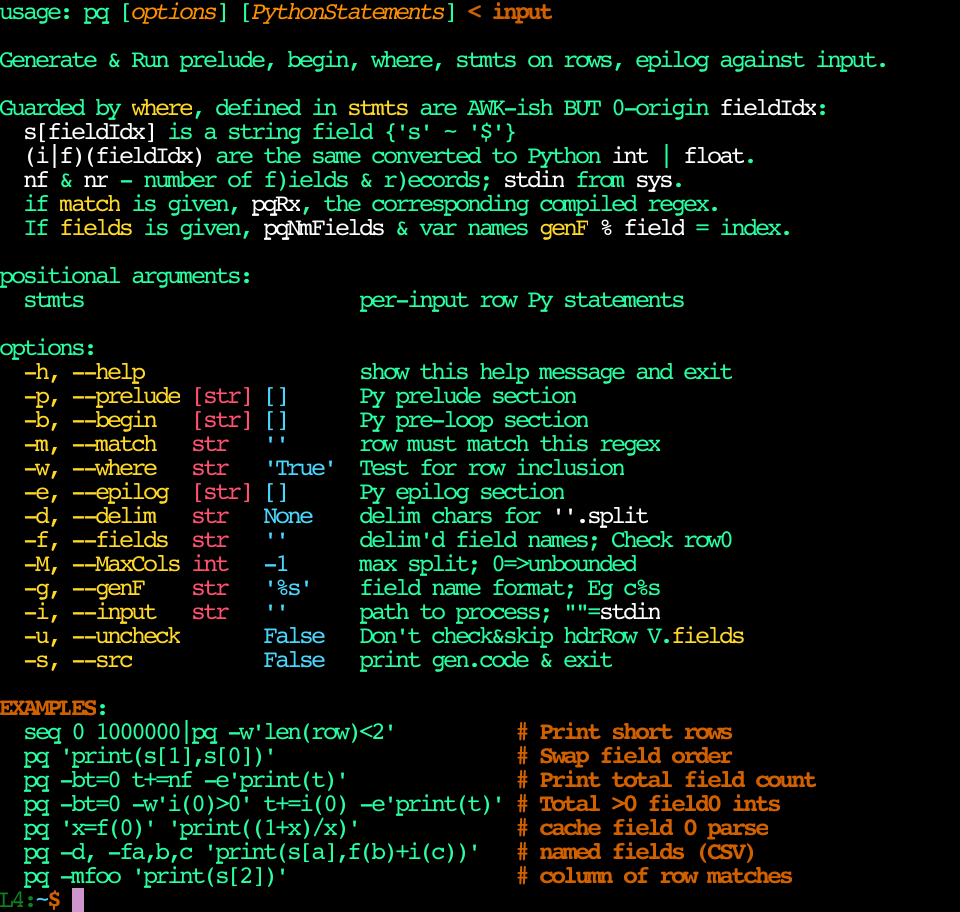 usage: pq [options] [PythonStatements] < input
Generate & Run prelude, begin, where, stmts on rows, epilog against input.
Guarded by where, defined in stmts are AWK-ish BUT 0-origin fieldIdx:
  s[fieldIdx] is a string field {'s' ~ '$'}
  (i|f)(fieldIdx) are the same converted to Python int | float.
  nf & nr - number of f)ields & r)ecords; stdin from sys.
  if match is given, pqRx, the corresponding compiled regex.
  If fields is given, pqNmFields & var names genF % field = index.
positional arguments:
  stmts                       per-input row Py statements
options:
  -h, --help                  show this help message and exit
  -p, --prelude [str] []      Py prelude section
  -b, --begin   [str] []      Py pre-loop section
  -m, --match   str   ''      row must match this regex
  -w, --where   str   'True'  Test for row inclusion
  -e, --epilog  [str] []      Py epilog section
  -d, --delim   str   None    delim chars for ''.split
  -f, --fields  str   ''      delim'd field names; Check row0
  -M, --MaxCols int   -1      max split; 0=>unbounded
  -g, --genF    str   '%s'    field name format; Eg c%s
  -i, --input   str   ''      path to process; ""=stdin
  -u, --uncheck       False   Don't check&skip hdrRow V.fields
  -s, --src           False   print gen.code & exit
EXAMPLES:
  seq 0 1000000|pq -w'len(row)<2'          # Print short rows
  pq 'print(s[1],s[0])'                    # Swap field order
  pq -bt=0 t+=nf -e'print(t)'              # Print total field count
  pq -bt=0 -w'i(0)>0' t+=i(0) -e'print(t)' # Total >0 field0 ints
  pq 'x=f(0)' 'print((1+x)/x)'             # cache field 0 parse
  pq -d, -fa,b,c 'print(s[a],f(b)+i(c))'   # named fields (CSV)
  pq -mfoo 'print(s[2])'                   # column of row matches
L4:~$